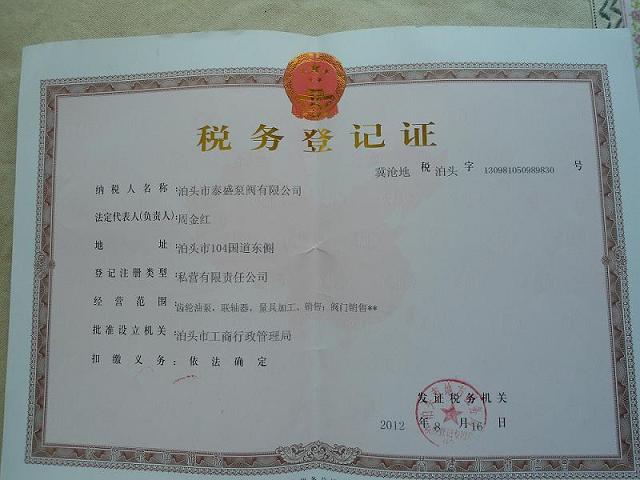 税务登记证
冀沧地 税 泊头 字 130981050989830 号
纳税人名称:泊头市泰盛泵阀有限公司
法定代表人(负责人):周金红
地 址:泊头市104国道东侧
登记注册类型:私营有限责任公司
经营范围:齿轮油泵，联轴器，量具加工、销售；阀门销售**
批准设立机关:泊头市工商行政管理局
扣缴义务:依法确定
发证税务机关
2012 年 8 月 16 日